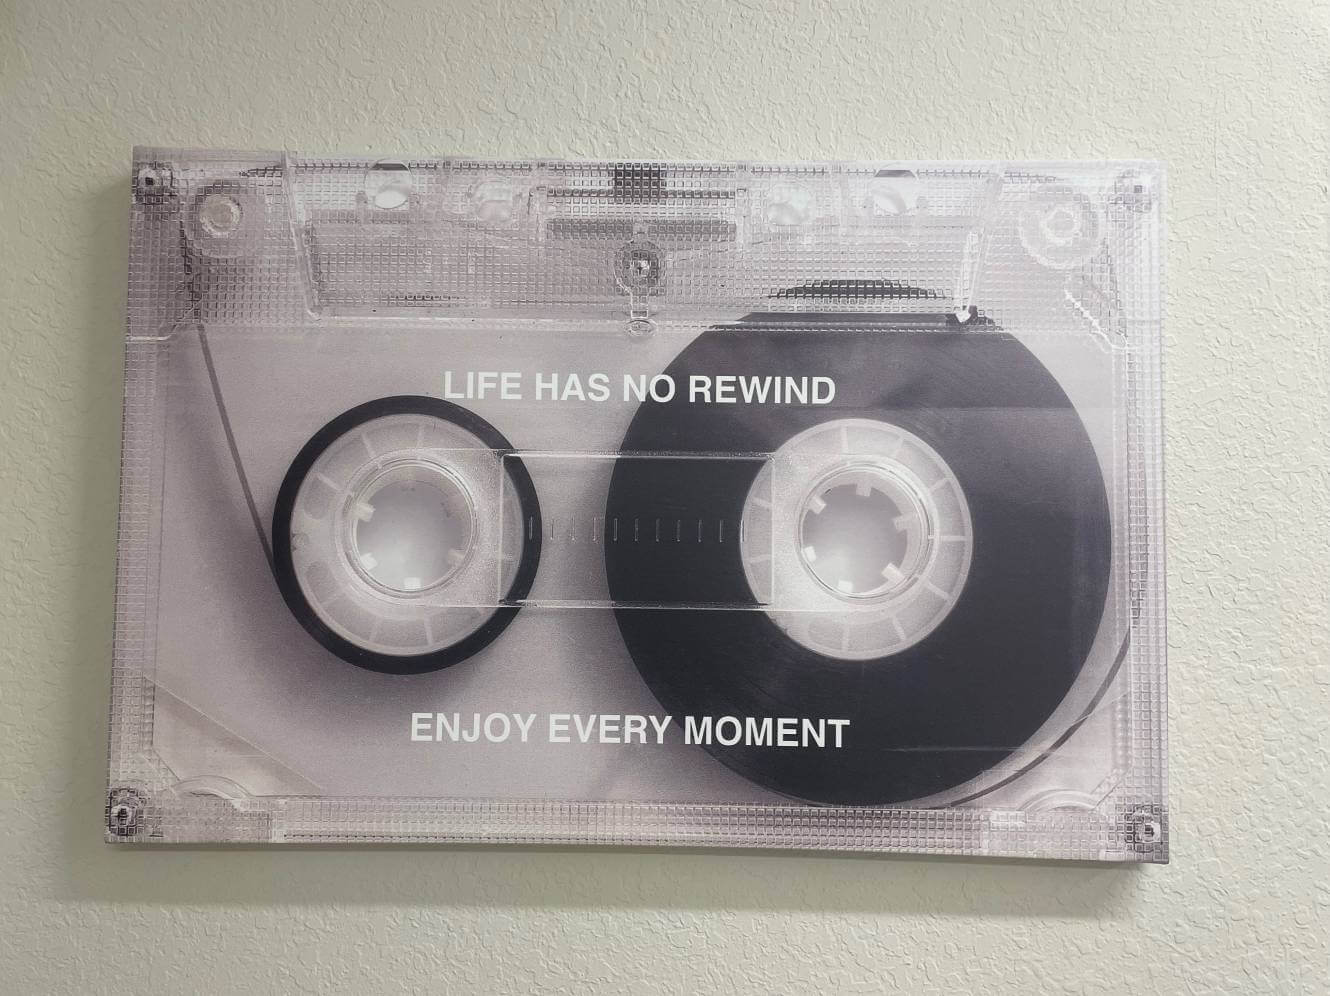 LIFE HAS NO REWIND
ENJOY EVERY MOMENT